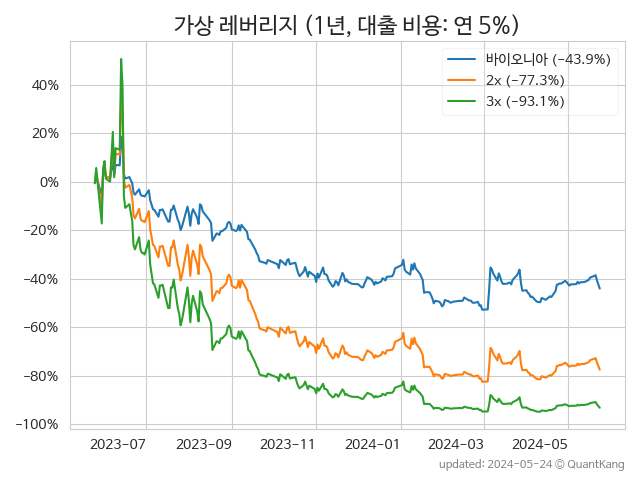 가상 레버리지 (1년, 대출 비용: 연 5%)
바이오니아 (−43.9%)
2x (−77.3%)
3x (−93.1%)
40%
20%
0%
−20%
−40%
−60%
−80%
−100%
2023-07 2023-09 2023-11 2024-01 2024-03 2024-05
updated: 2024-05-24 © QuantKang